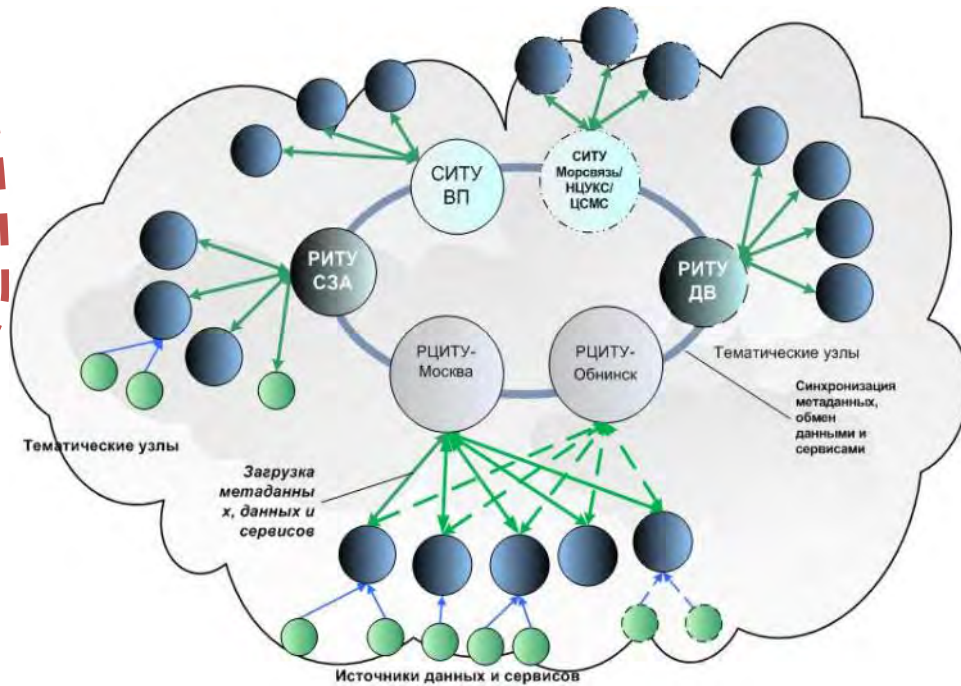 СИТУ
ВП
СИТУ
Морсвязь/
НЦУКС/
ЦСМС
РИТУ
СЗА
РИТУ
ДВ
РЦИТУ-
Москва
РЦИТУ-
Обнинск
Тематические узлы
Синхронизация
метаданных,
обмен
данными и
сервисами
Тематические узлы
Загрузка
метаданны
х, данных и
сервисов
Источники данных и сервисов